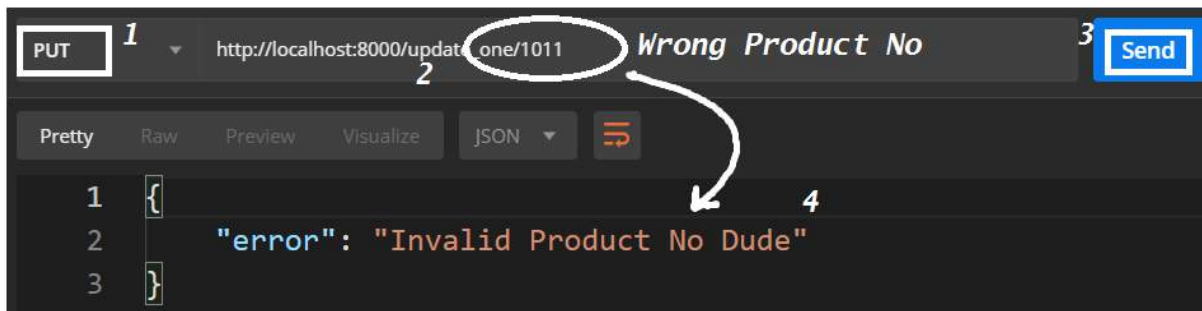 PUT 1 http://localhost:8000/update_one/1011 Wrong Product No 3 Send
2
Pretty Raw Preview Visualize JSON
4
1 {
2 "error": "Invalid Product No Dude"
3 }